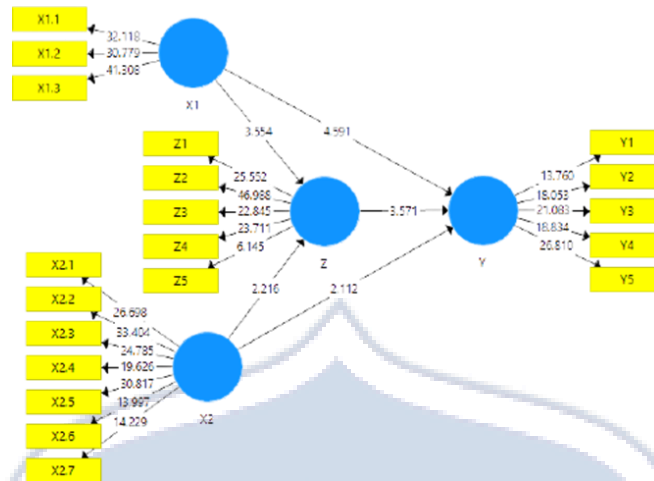 X1.1
32.118
X1.2
30.779
41.308
X1.3
X1
3.554
4.591
Z1
25.552
Z2
46.988
Z3
22.845
Z4
23.711
6.145
Z5
Z
3.571
Y
13.760
Y1
18.053
Y2
21.083
Y3
18.834
Y4
26.810
Y5
X2.1
26.698
X2.2
33.404
X2.3
24.785
X2.4
19.626
X2.5
30.817
13.997
X2.6
14.229
X2.7
X2
2.216
2.112